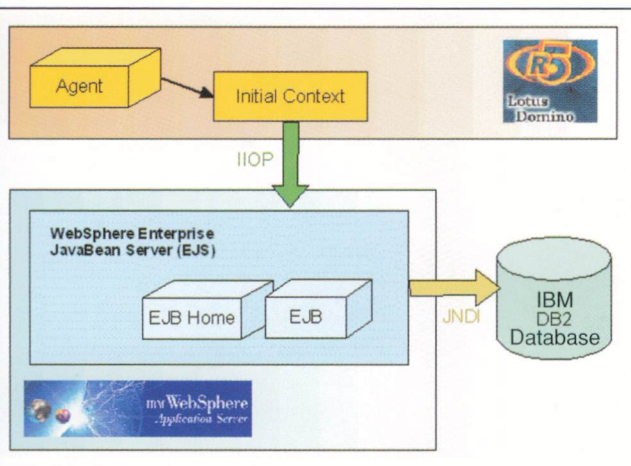 Agent
Initial Context
R5
Lotus
Domino
IIOP
WebSphere Enterprise
JavaBean Server (EJS)
EJB Home
EJB
JNDI
IBM
DB2
Database
IBM WebSphere
Application Server